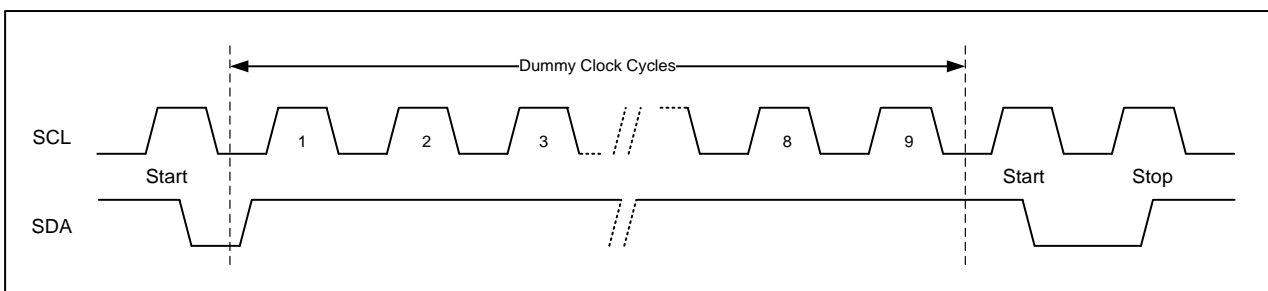 Dummy Clock Cycles
SCL
1 2 3 8 9
Start Start Stop
SDA